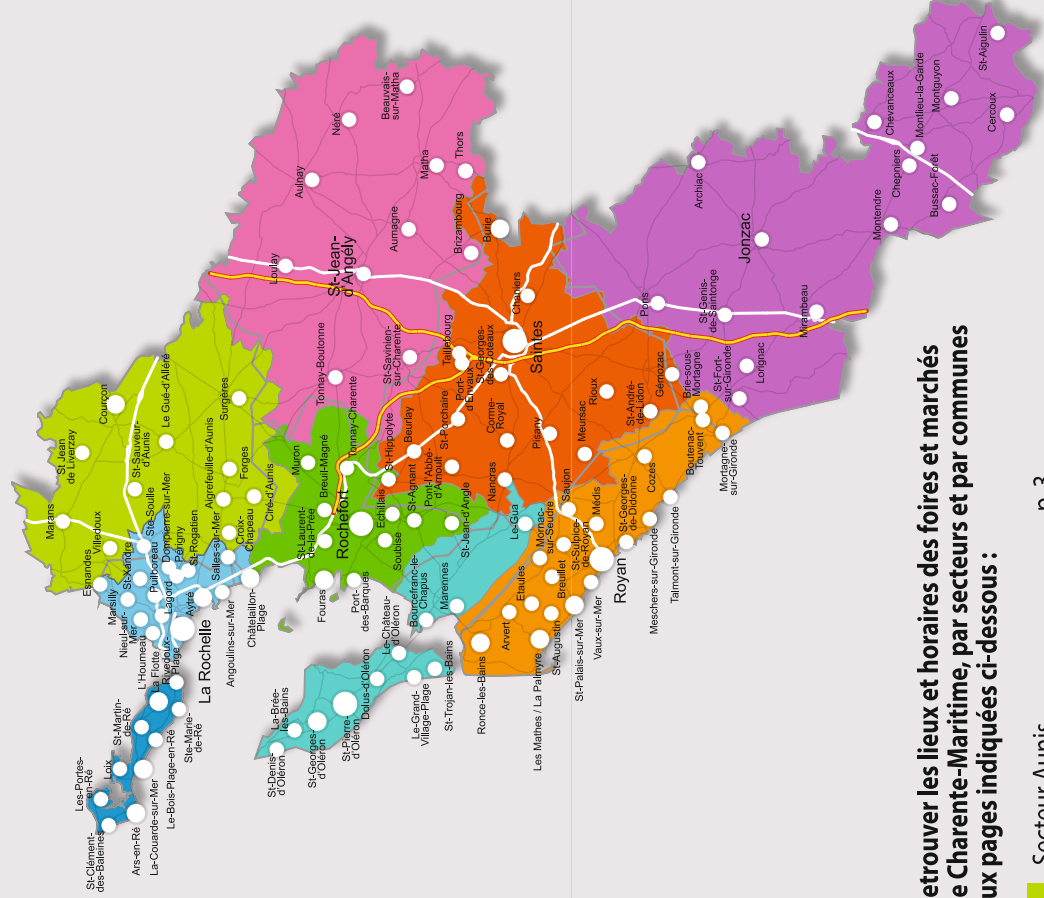 Marans
St Jean
de Liverzay
Courçon
Villedoux
Esnandes
St-Sauveur-
d'Aunis
Le Gué-d'Alléré
Marsilly
St-Xandre
Ste-Soulle
Nieul-sur-
Mer
Puilboreau
Dompierre-sur-Mer
L'Houmeau
Lagord
Périgny
St-Rogatien
Aigrefeuille-d'Aunis
Surgères
Forges
La Flotte
Rivedoux-
Plage
Aytré
Salles-sur-Mer
Croix-
Chapeau
Ciré-d'Aunis
La Rochelle
Angoulins-sur-Mer
Châtelaillon-
Plage
Les-Portes-
en-Ré
St-Clément-
des-Baleines
Loix
St-Martin-
de-Ré
Ars-en-Ré
La-Couarde-sur-Mer
Le-Bois-Plage-en-Ré
Ste-Marie-
de-Ré
Loulay
Aulnay
Néré
Beauvais-
sur-Matha
St-Jean-
d'Angély
Aumagne
Matha
Thors
Brizambourg
Burie
Tonnay-Boutonne
St-Savinien-
sur-Charente
Taillebourg
Muron
Breuil-Magné
Tonnay-Charente
St-Laurent-
de-la-Prée
Rochefort
St-Hippolyte
Echillais
Beurlay
St-Agnant
Fouras
Port-
des-Barques
Soubise
Pont-l'Abbé-
d'Arnoult
St-Porchaire
Port-
d'Envaux
St-Georges-
des-Coteaux
Chaniers
Saintes
St-Jean-d'Angle
Nancras
Corme-
Royal
Pisany
Rioux
Meursac
St-André-
de-Lidon
Gémozac
La-Brée-
les-Bains
St-Denis-
d'Oléron
St-Georges
d'Oléron
St-Pierre-
d'Oléron
Dolus-d'Oléron
Le-Château-
d'Oléron
Le-Grand-
Village-Plage
St-Trojan-les-Bains
Bourcefranc-le-
Chapus
Marennes
Le-Gua
Ronce-les-Bains
Arvert
Etaules
Mornac-
sur-Seudre
Saujon
Breuillet
St-Sulpice-
de-Royan
Médis
Les Mathes / La Palmyre
St-Augustin
St-Palais-sur-Mer
Vaux-sur-Mer
Royan
St-Georges-
de-Didonne
Meschers-sur-Gironde
Talmont-sur-Gironde
Cozes
Boutenac-
Touvent
Brie-sous-
Mortagne
Mortagne-
sur-Gironde
St-Fort-
sur-Gironde
Lorignac
Pons
St-Genis-
de-Saintonge
Mirambeau
Archiac
Jonzac
Montendre
Chepniers
Bussac-Forêt
Chevanceaux
Montlieu-la-Garde
Montguyon
Cercoux
St-Aigulin
etrouver les lieux et horaires des foires et marchés
e Charente-Maritime, par secteurs et par communes
ux pages indiquées ci-dessous :
Secteur Aunis p. 3